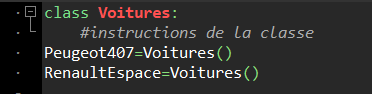 class Voitures:
    #instructions de la classe
Peugeot407=Voitures()
RenaultEspace=Voitures()